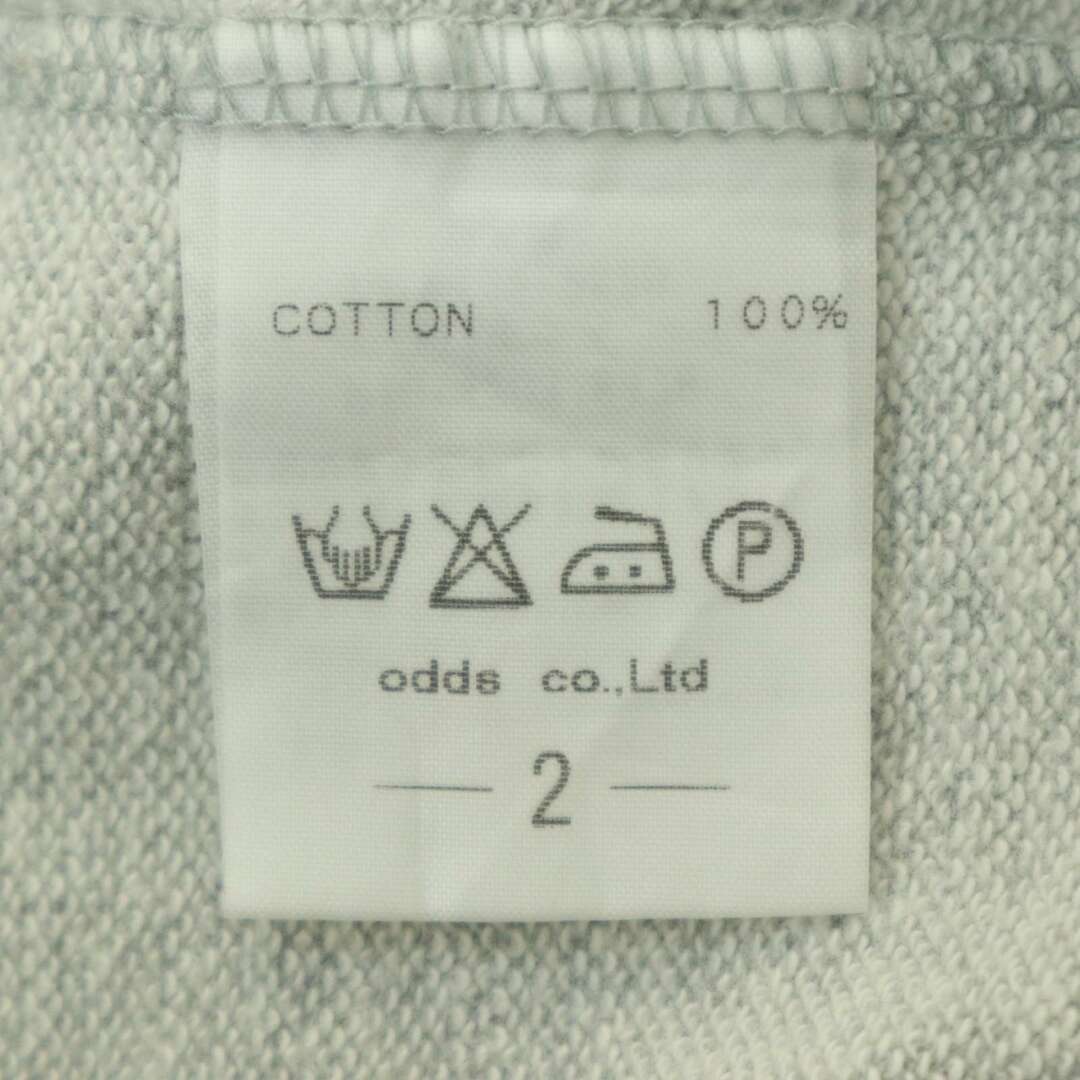 COTTON 100%
P
odds co.,Ltd
2